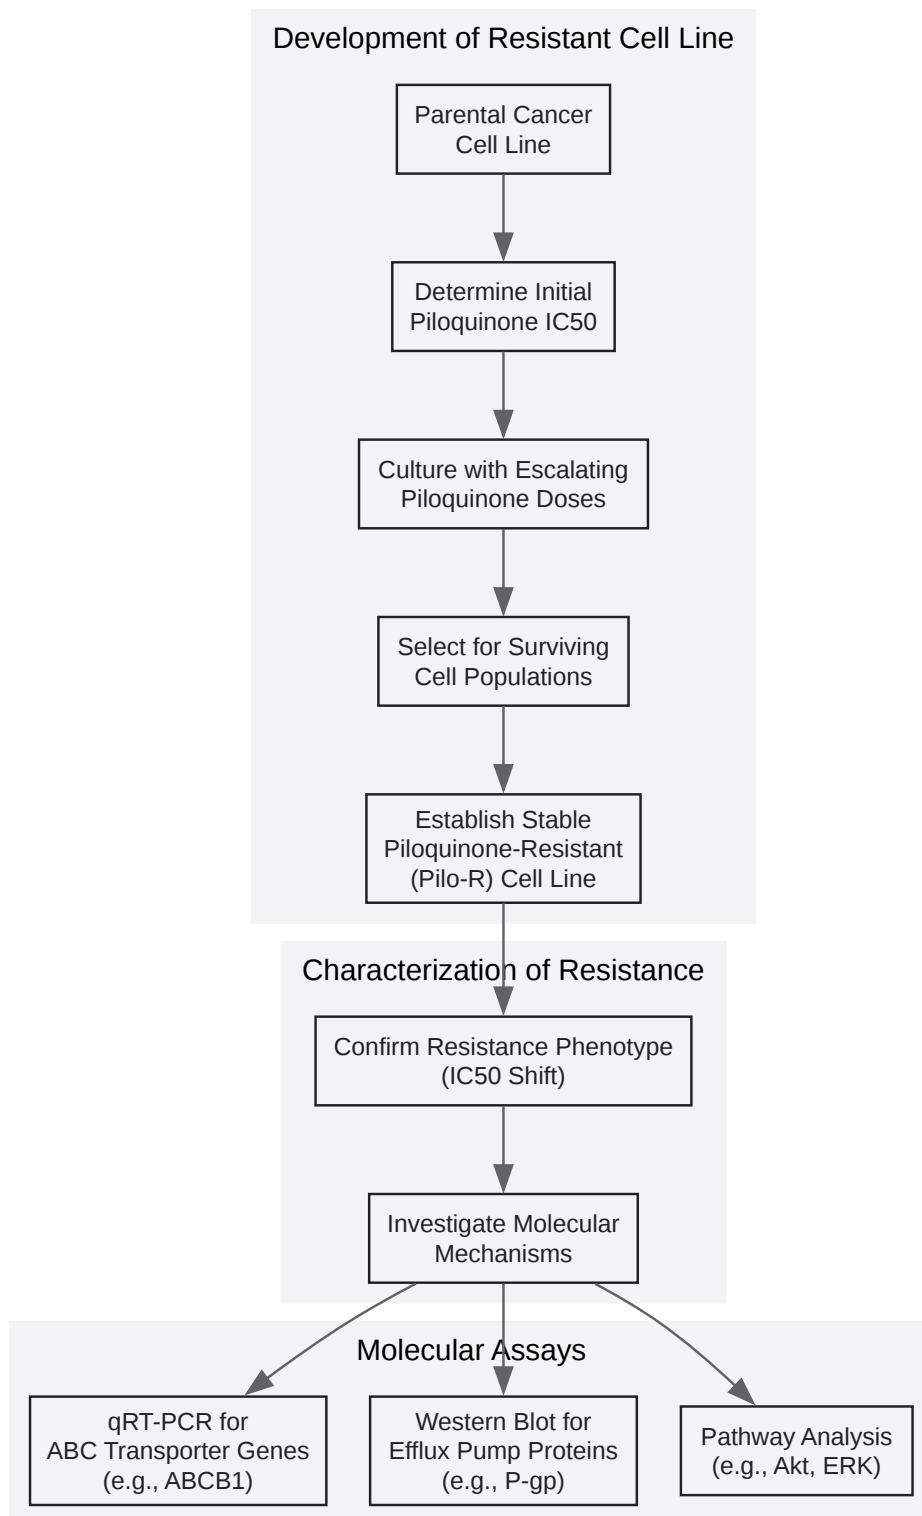 Development of Resistant Cell Line
Parental Cancer
Cell Line
Determine Initial
Piloquinone IC50
Culture with Escalating
Piloquinone Doses
Select for Surviving
Cell Populations
Establish Stable
Piloquinone-Resistant
(Pilo-R) Cell Line
Characterization of Resistance
Confirm Resistance Phenotype
(IC50 Shift)
Investigate Molecular
Mechanisms
Molecular Assays
qRT-PCR for
ABC Transporter Genes
(e.g., ABCB1)
Western Blot for
Efflux Pump Proteins
(e.g., P-gp)
Pathway Analysis
(e.g., Akt, ERK)